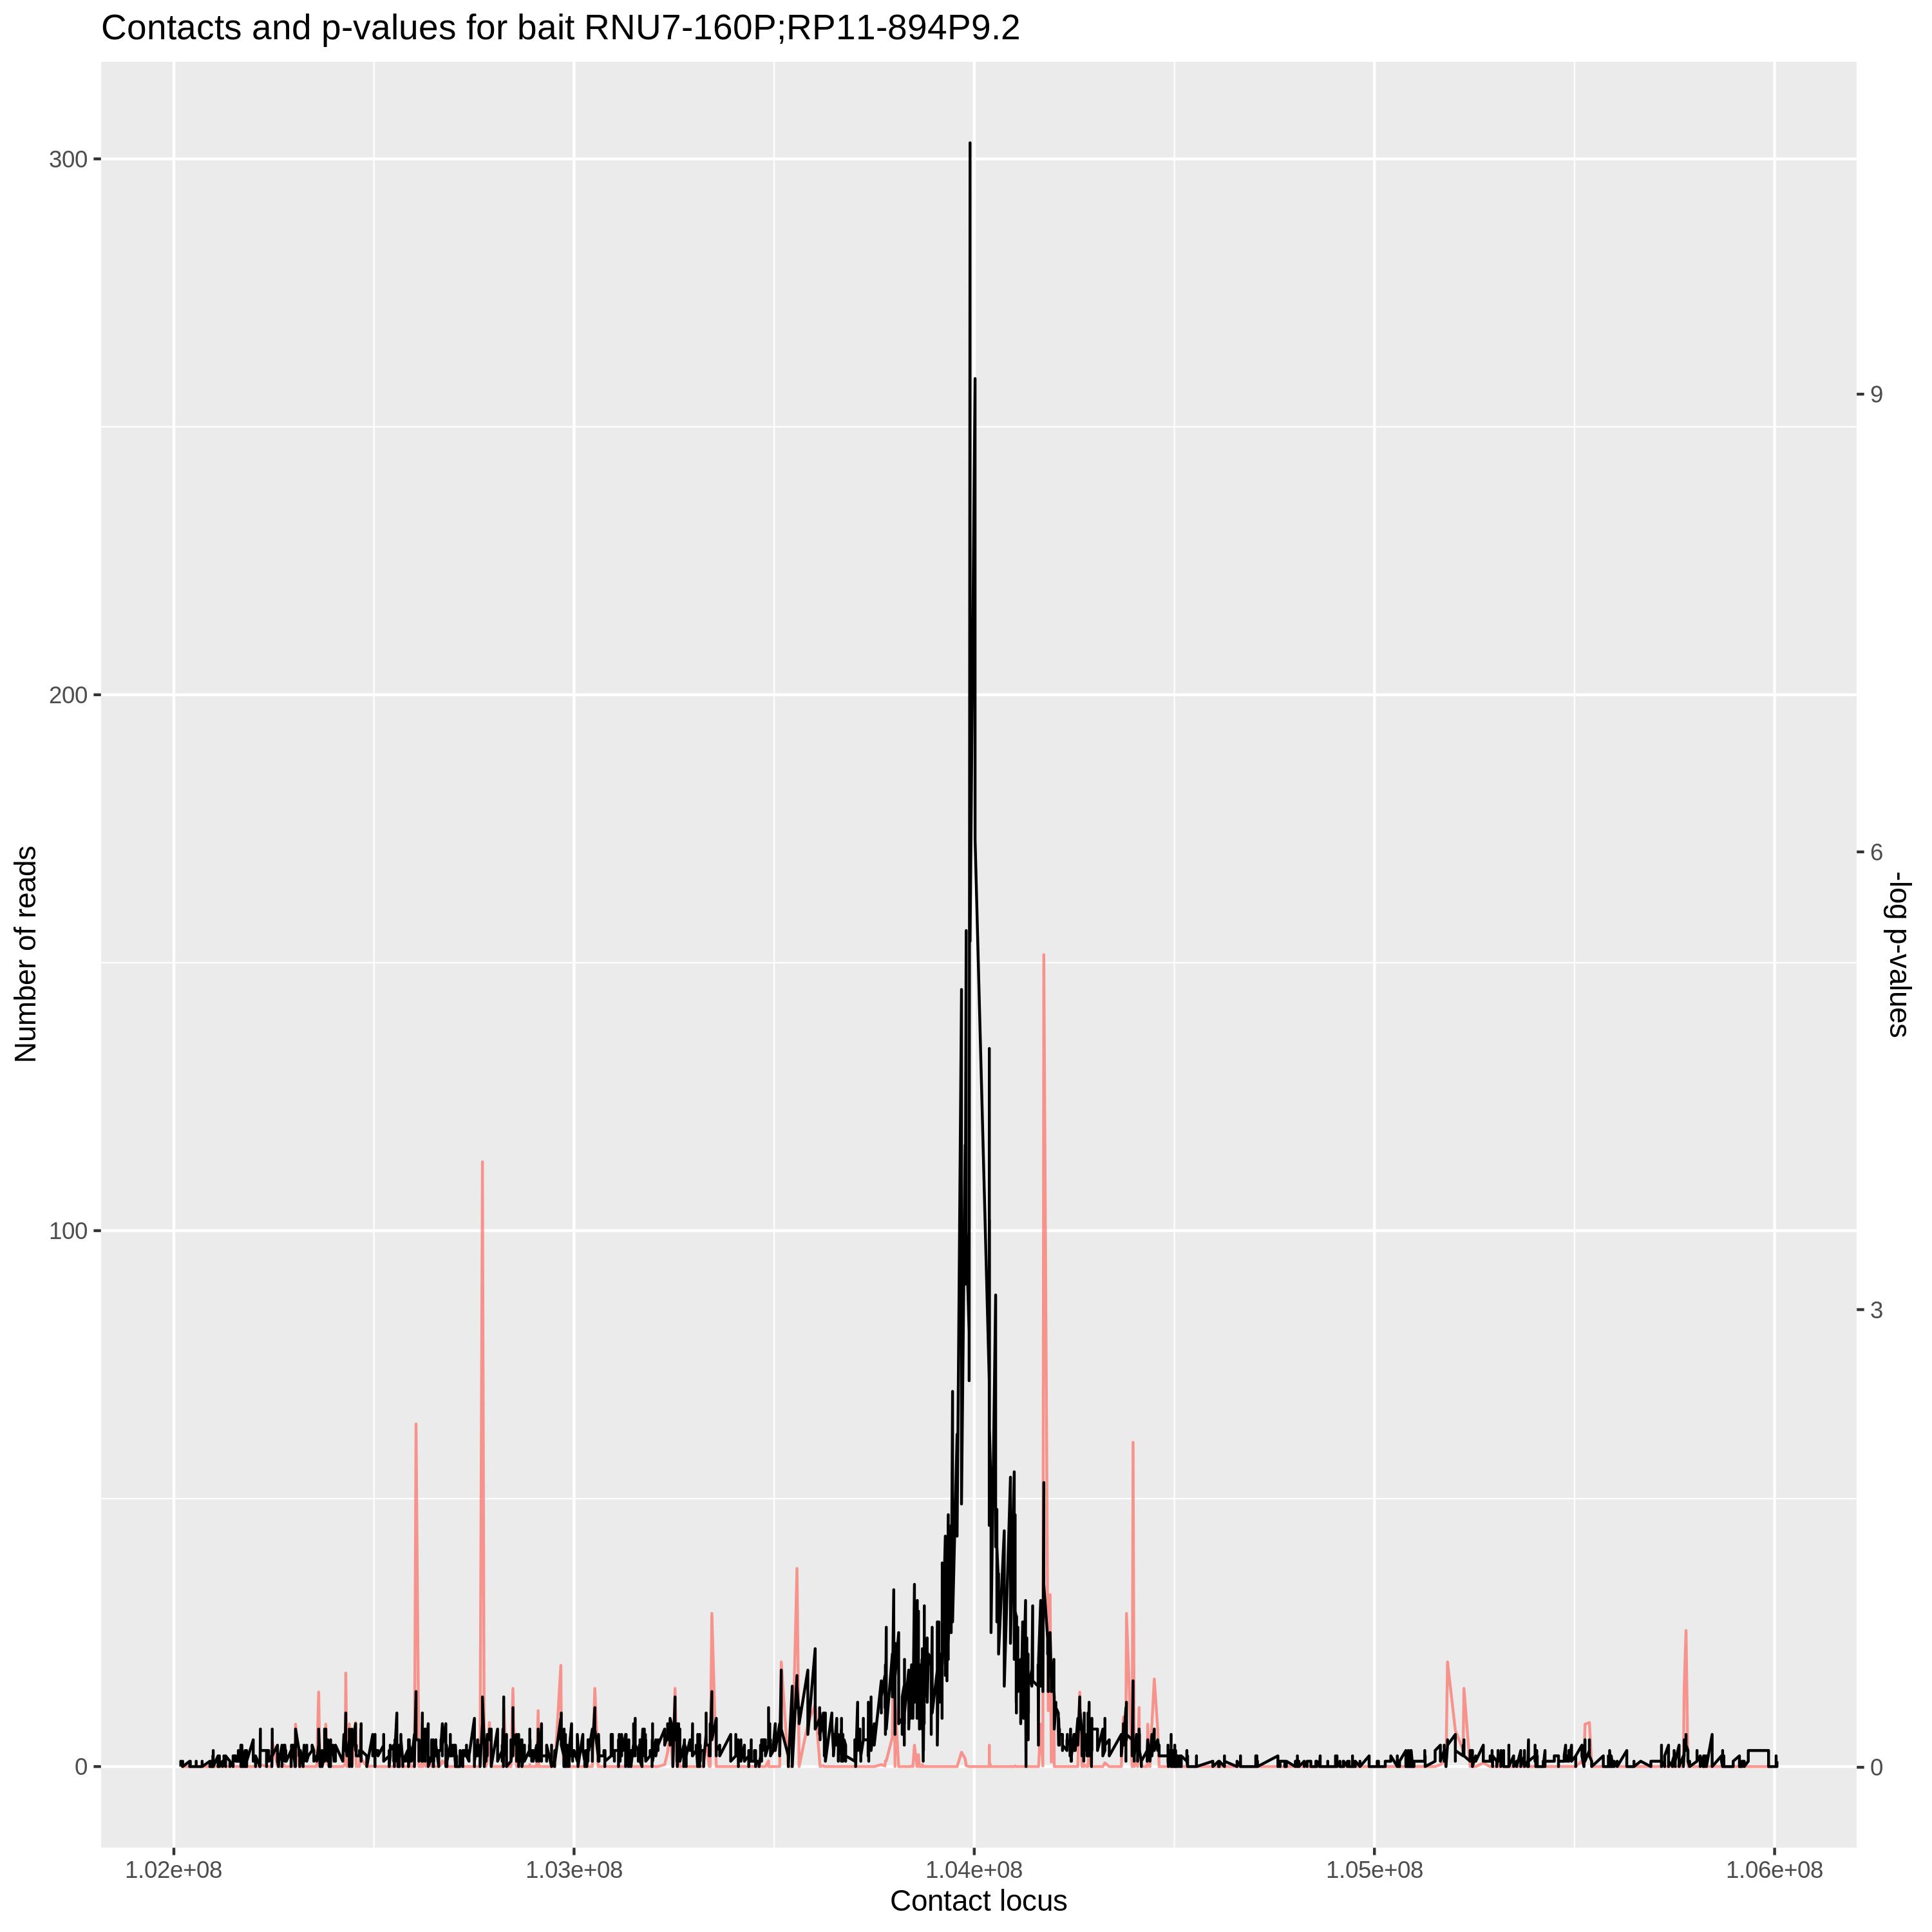 Contacts and p-values for bait RNU7-160P;RP11-894P9.2
300
200
100
0
Number of reads
9
6
3
0
-log p-values
1.02e+08
1.03e+08
1.04e+08
1.05e+08
1.06e+08
Contact locus